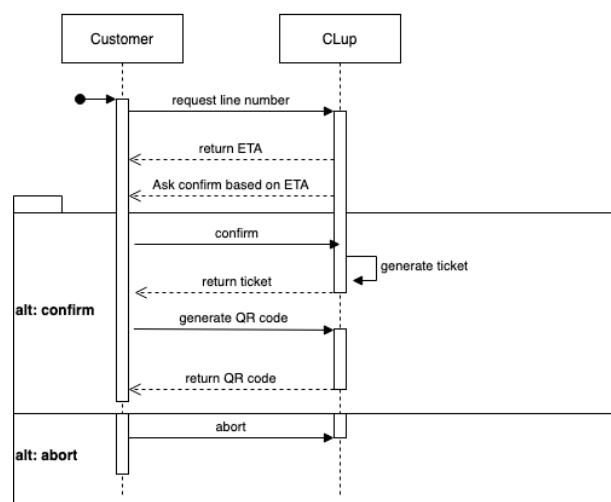 Customer
CLup
request line number
return ETA
Ask confirm based on ETA
confirm
generate ticket
return ticket
alt: confirm
generate QR code
return QR code
abort
alt: abort